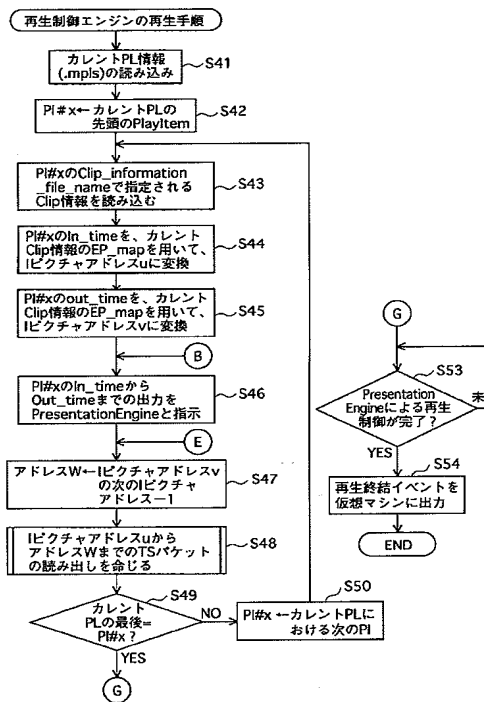 再生制御エンジンの再生手順
カレントPL情報
(.mpls)の読み込み
S41
PI#x←カレントPLの
先頭のPlayItem
S42
PI#xのClip_information
_file_nameで指定される
Clip情報を読み込む
S43
PI#xのIn_timeを、カレント
Clip情報のEP_mapを用いて、
Iピクチャアドレスuに変換
S44
PI#xのout_timeを、カレント
Clip情報のEP_mapを用いて、
Iピクチャアドレスvに変換
S45
B
PI#xのIn_timeから
Out_timeまでの出力を
PresentationEngineと指示
S46
E
アドレスW←Iピクチャアドレスv
の次のIピクチャ
アドレスー1
S47
Iピクチャアドレスuから
アドレスWまでのTSパケット
の読み出しを命じる
S48
カレント
PLの最後=
PI#x?
S49
NO
YES
PI#x←カレントPLに
おける次のPI
S50
G
G
Presentation
Engineによる再生
制御が完了?
S53
未
YES
再生終結イベントを
仮想マシンに出力
S54
END